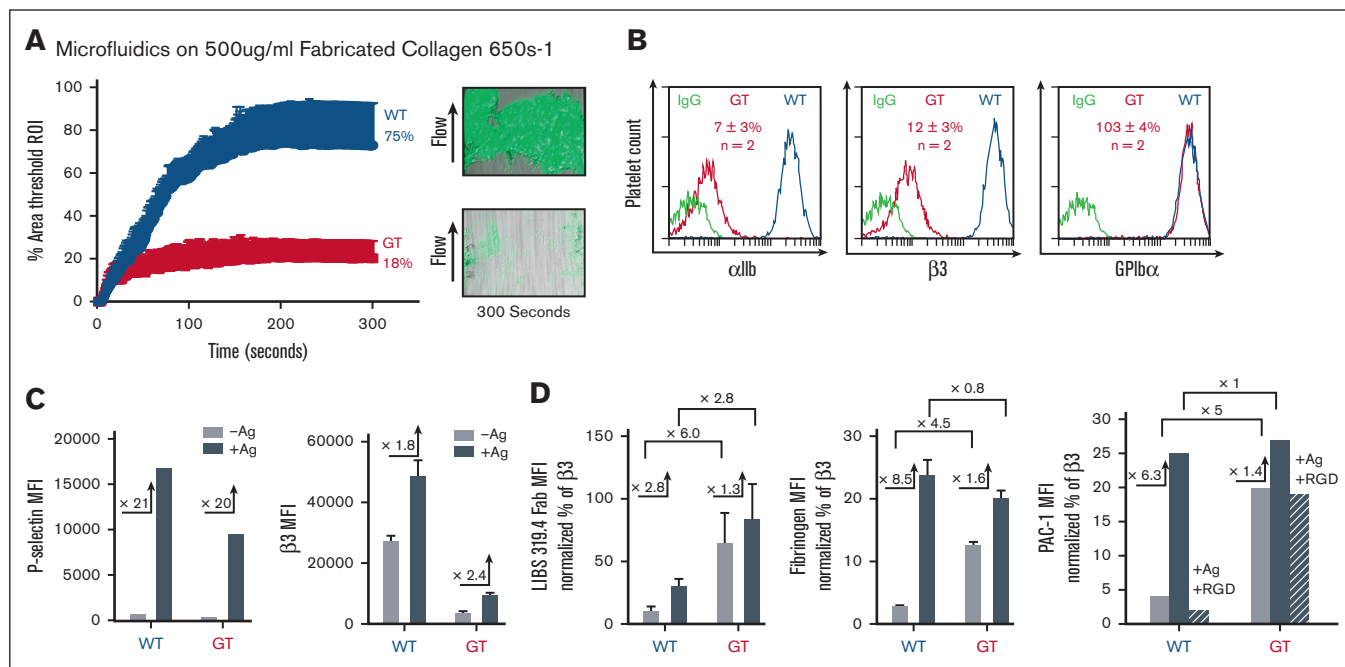 A Microfluidics on 500ug/ml Fabricated Collagen 650s-1
% Area threshold ROI
100
80
60
40
20
0
0 100 200 300
Time (seconds)
WT
75%
GT
18%
Flow
Flow
300 Seconds
B
Platelet count
IgG GT WT
7 ± 3%
n = 2
αIIb
IgG GT WT
12 ± 3%
n = 2
β3
IgG GT WT
103 ± 4%
n = 2
GPIbα
C
P-selectin MFI
20000
15000
10000
5000
0
–Ag
+Ag
× 21
× 20
WT GT
β3 MFI
60000
40000
20000
0
–Ag
+Ag
× 1.8
× 2.4
WT GT
D
LIBS 319.4 Fab MFI
normalized % of β3
150
100
50
0
× 2.8
× 6.0
× 2.8
× 1.3
WT GT
Fibrinogen MFI
normalized % of β3
30
20
10
0
× 0.8
× 4.5
× 8.5
× 1.6
WT GT
PAC-1 MFI
normalized % of β3
30
25
20
15
10
5
0
× 1
× 5
× 6.3
× 1.4
+Ag
+RGD
+Ag
+RGD
WT GT